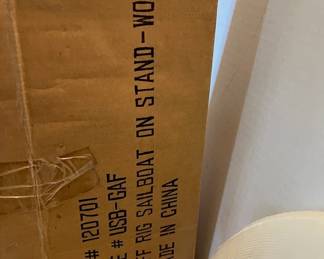 # 120701
E # USB-GAF
FF RIG SAILBOAT ON STAND-WO
DE IN CHINA